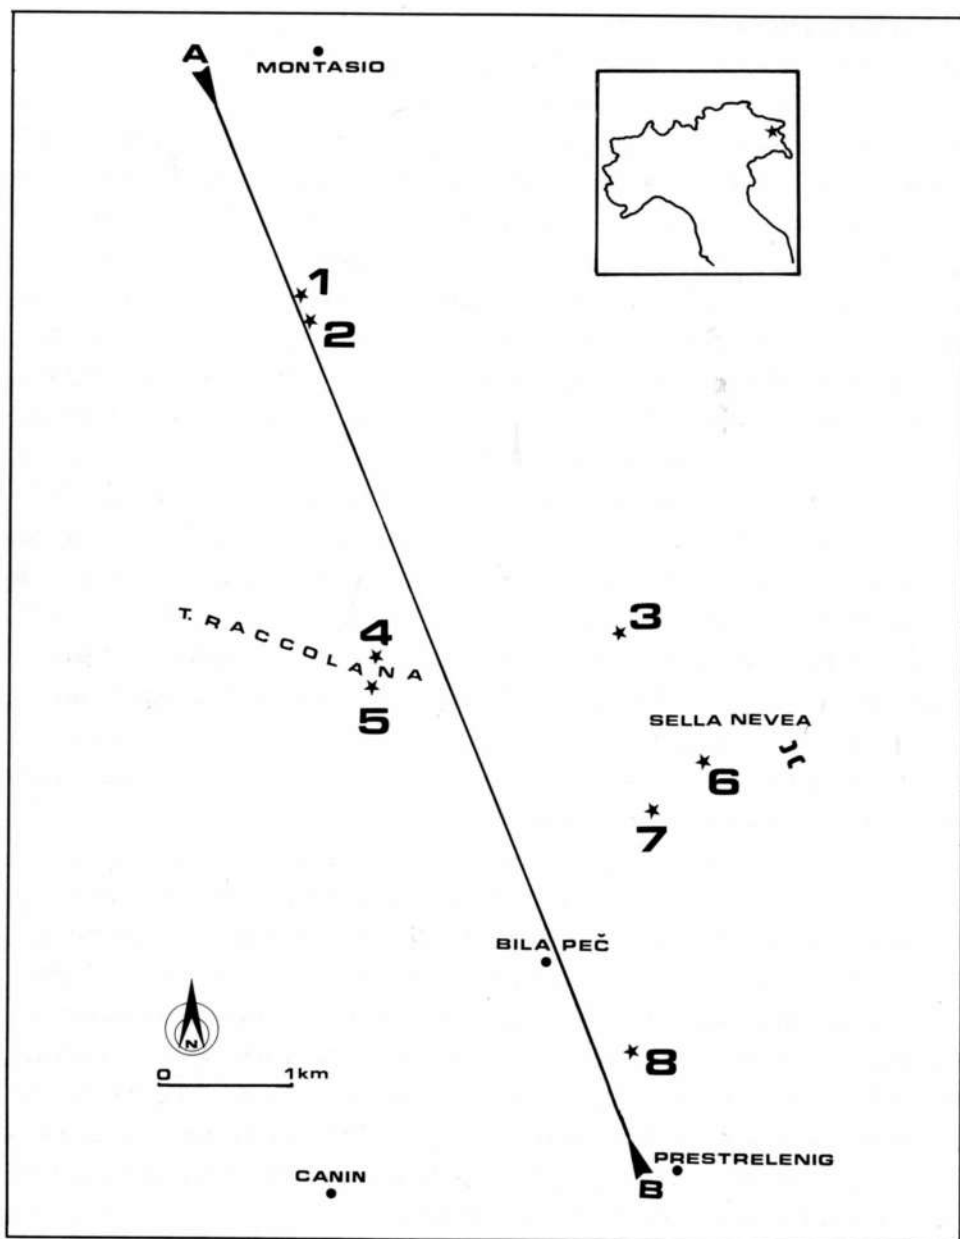 A
MONTASIO
1
2
T. RACCOLANA
4
5
3
SELLA NEVEA
6
7
BILA PEČ
N
0 1km
8
PRESTRELENIG
CANIN
B